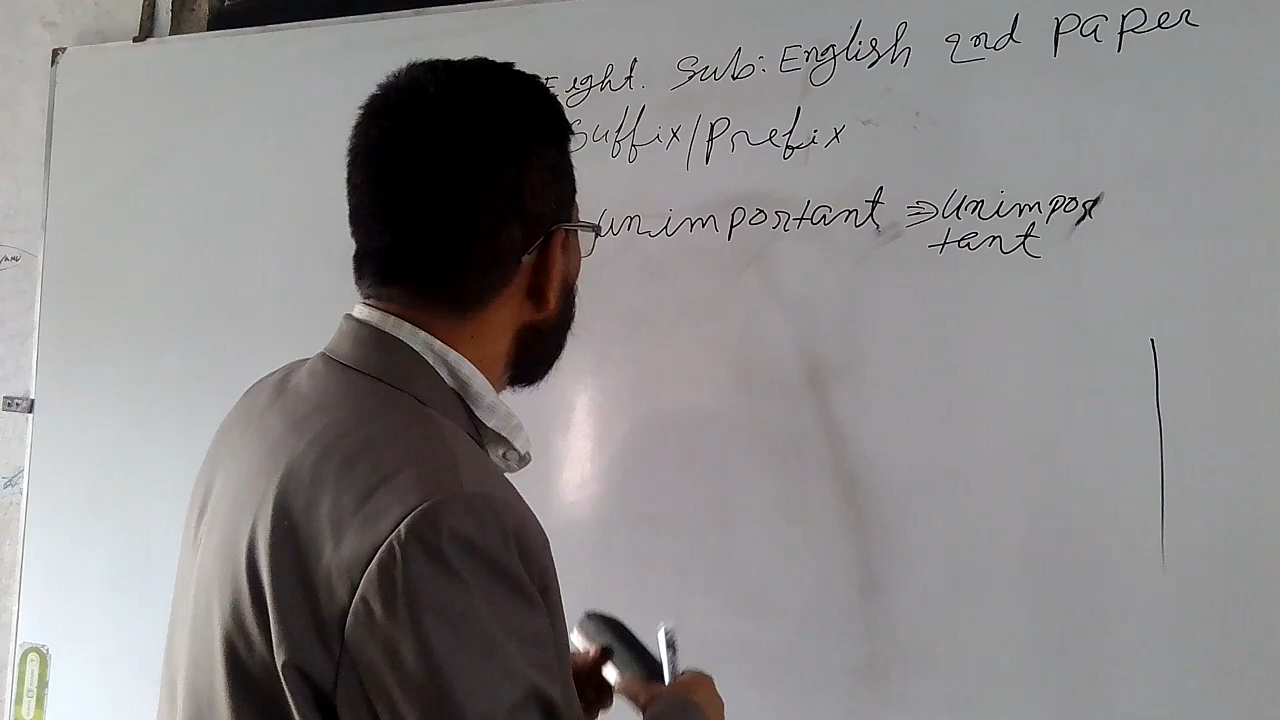 Eight. Sub: English 2nd paper
Suffix/Prefix
unimportant ⇒ unimpor
tant